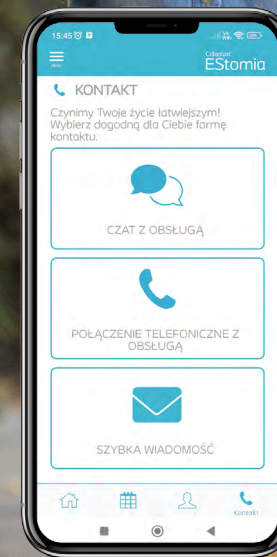 15:45
Coloplast
EStomia
MENU
KONTAKT
Czynimy Twoje życie łatwiejszym!
Wybierz dogodną dla Ciebie formę
kontaktu.
CZAT Z OBSŁUGĄ
POŁĄCZENIE TELEFONICZNE Z
OBSŁUGĄ
SZYBKA WIADOMOŚĆ
Kontakt